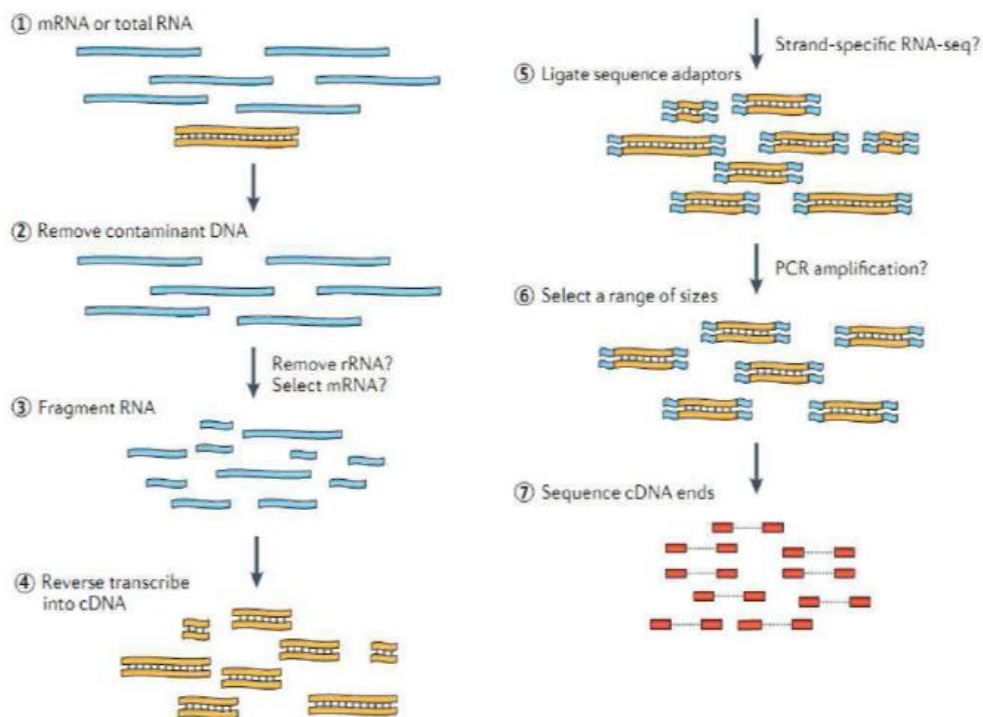 ① mRNA or total RNA
② Remove contaminant DNA
Remove rRNA?
Select mRNA?
③ Fragment RNA
④ Reverse transcribe
into cDNA
Strand-specific RNA-seq?
⑤ Ligate sequence adaptors
PCR amplification?
⑥ Select a range of sizes
⑦ Sequence cDNA ends